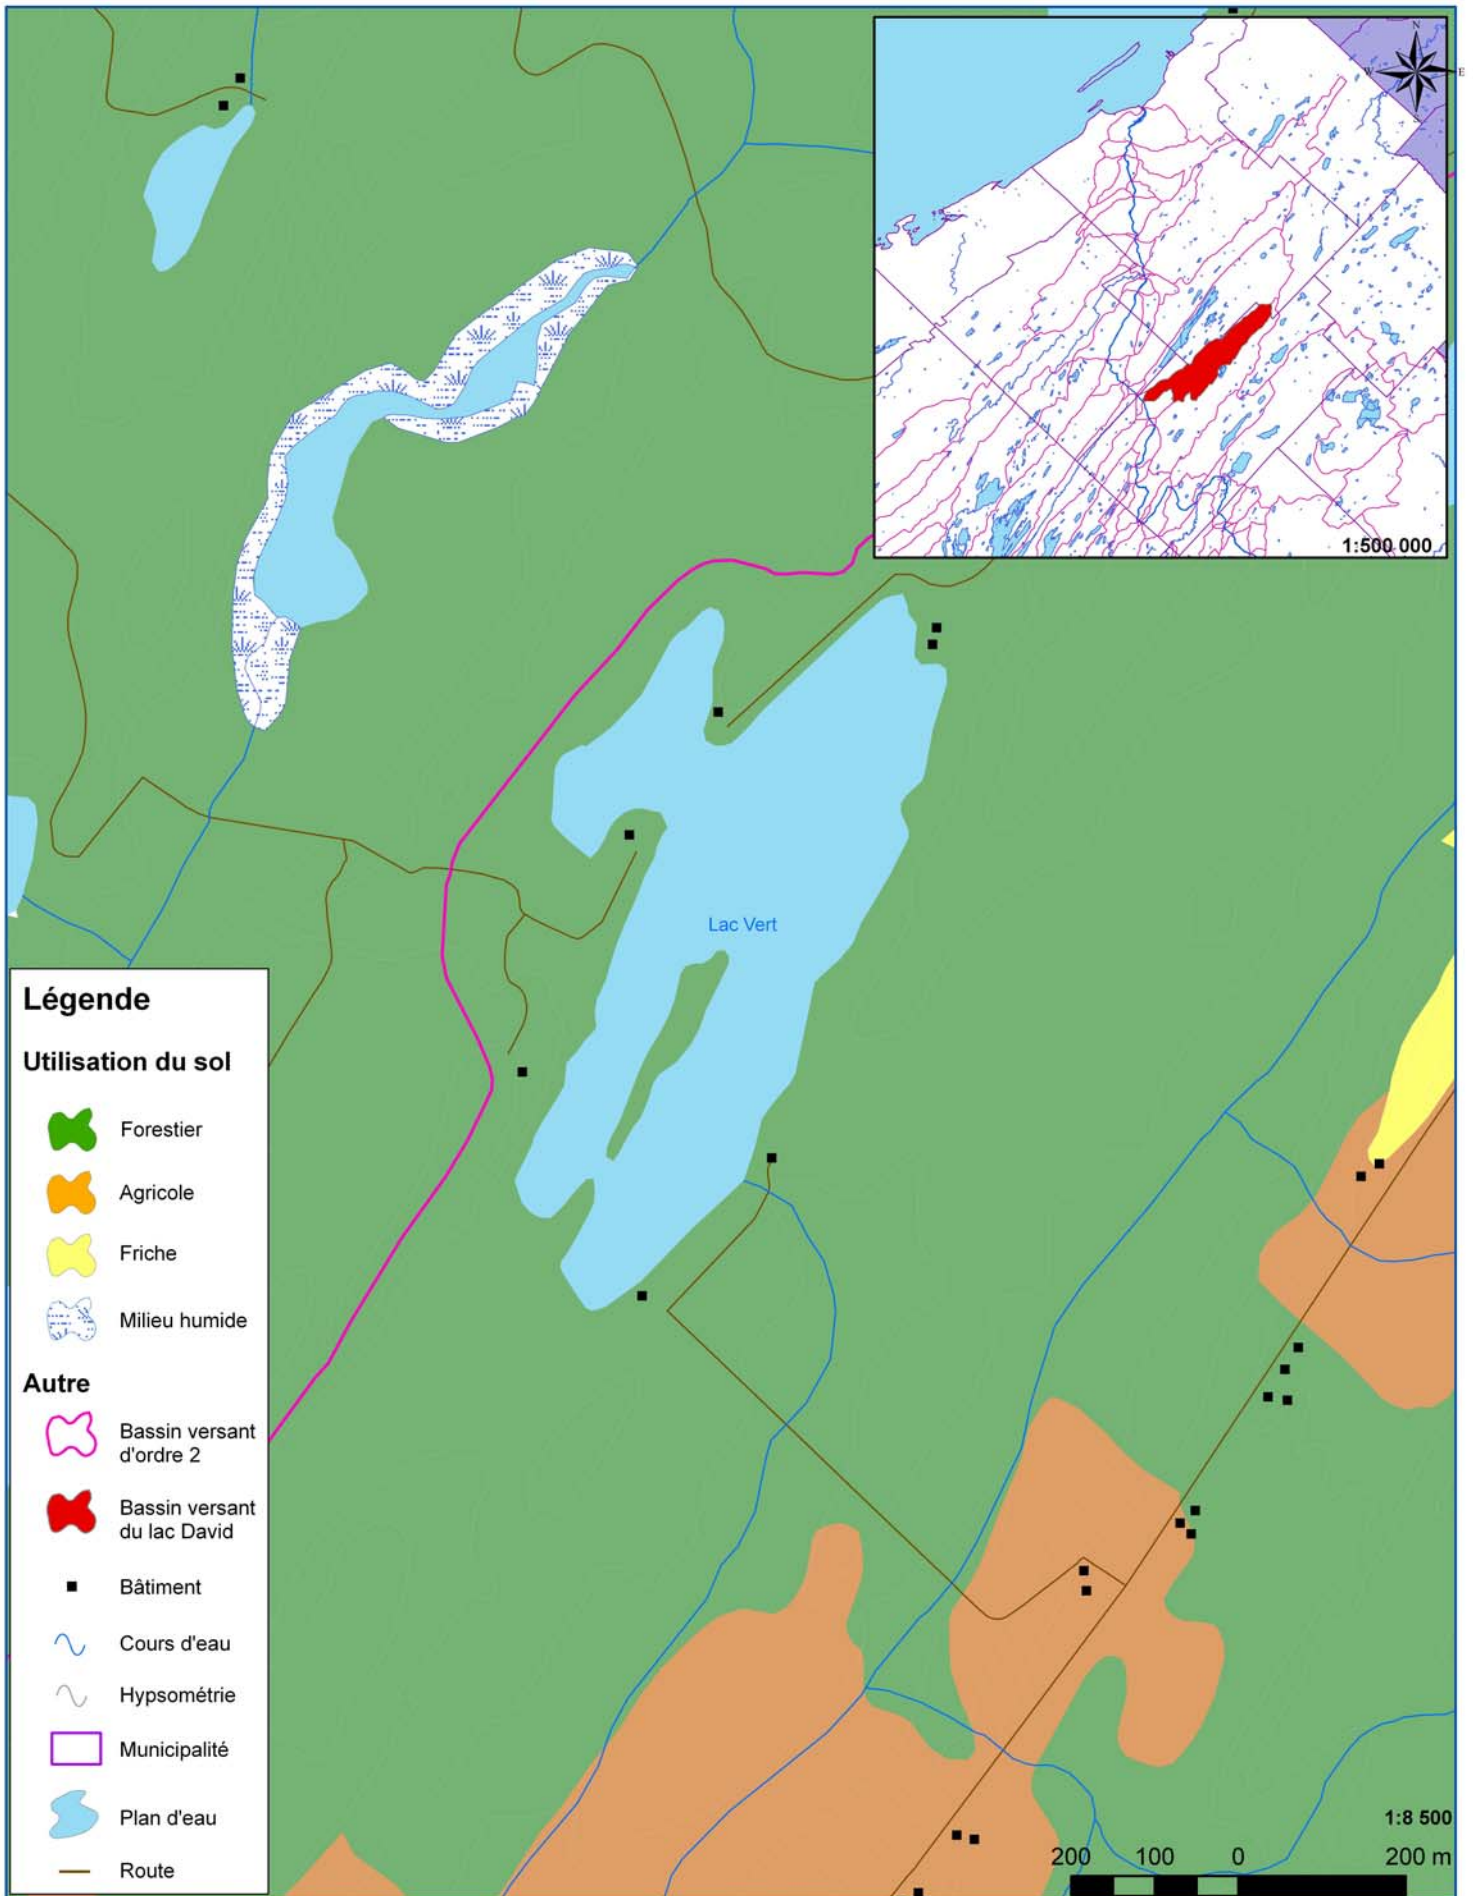 N
W
E
S
1:500 000
Lac Vert
Légende
Utilisation du sol
Forestier
Agricole
Friche
Milieu humide
Autre
Bassin versant
d'ordre 2
Bassin versant
du lac David
Bâtiment
Cours d'eau
Hypsométrie
Municipalité
Plan d'eau
Route
1:8 500
200 100 0 200 m